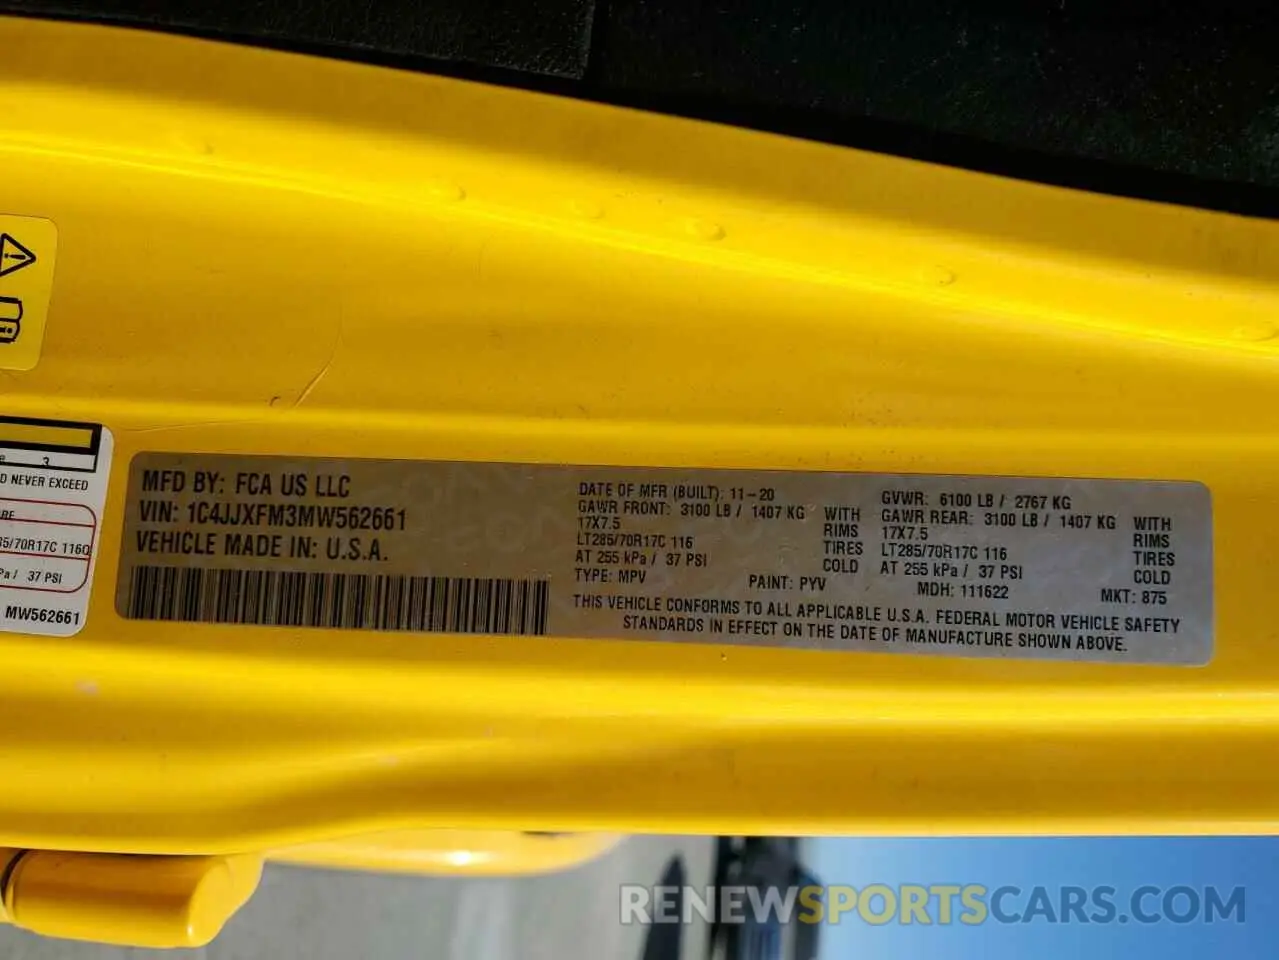 e 3
D NEVER EXCEED
RE
85/70R17C 116Q
Pa / 37 PSI
MW562661
MFD BY: FCA US LLC
VIN: 1C4JJXFM3MW562661
VEHICLE MADE IN: U.S.A.
DATE OF MFR (BUILT): 11-20
GAWR FRONT: 3100 LB / 1407 KG WITH
17X7.5 RIMS
LT285/70R17C 116 TIRES
AT 255 kPa / 37 PSI COLD
TYPE: MPV PAINT: PYV
GVWR: 6100 LB / 2767 KG
GAWR REAR: 3100 LB / 1407 KG WITH
17X7.5 RIMS
LT285/70R17C 116 TIRES
AT 255 kPa / 37 PSI COLD
MDH: 111622 MKT: 875
THIS VEHICLE CONFORMS TO ALL APPLICABLE U.S.A. FEDERAL MOTOR VEHICLE SAFETY
STANDARDS IN EFFECT ON THE DATE OF MANUFACTURE SHOWN ABOVE.
RENEWSPORTSCARS.COM